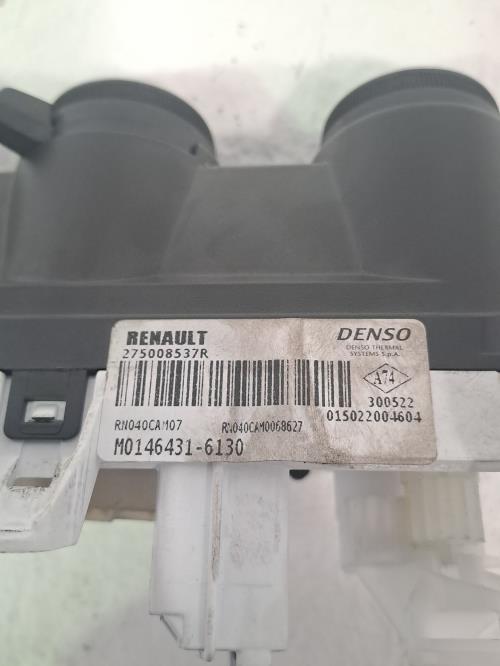 RENAULT
275008537R
DENSO
DENSO THERMAL
SYSTEMS S.p.A.
A74
300522
015022004604
RN040CAM07
RN040CAM0068627
M0146431-6130